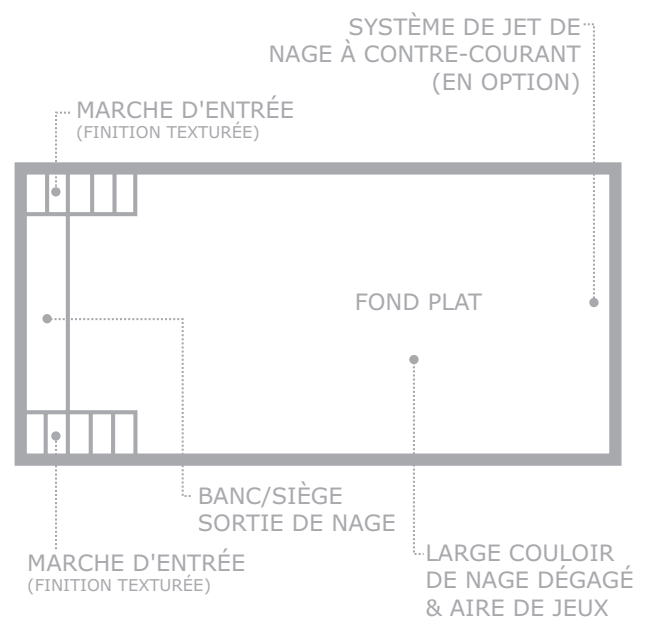 SYSTÈME DE JET DE
NAGE À CONTRE-COURANT
(EN OPTION)
MARCHE D'ENTRÉE
(FINITION TEXTURÉE)
FOND PLAT
BANC/SIÈGE
SORTIE DE NAGE
MARCHE D'ENTRÉE
(FINITION TEXTURÉE)
LARGE COULOIR
DE NAGE DÉGAGÉ
& AIRE DE JEUX